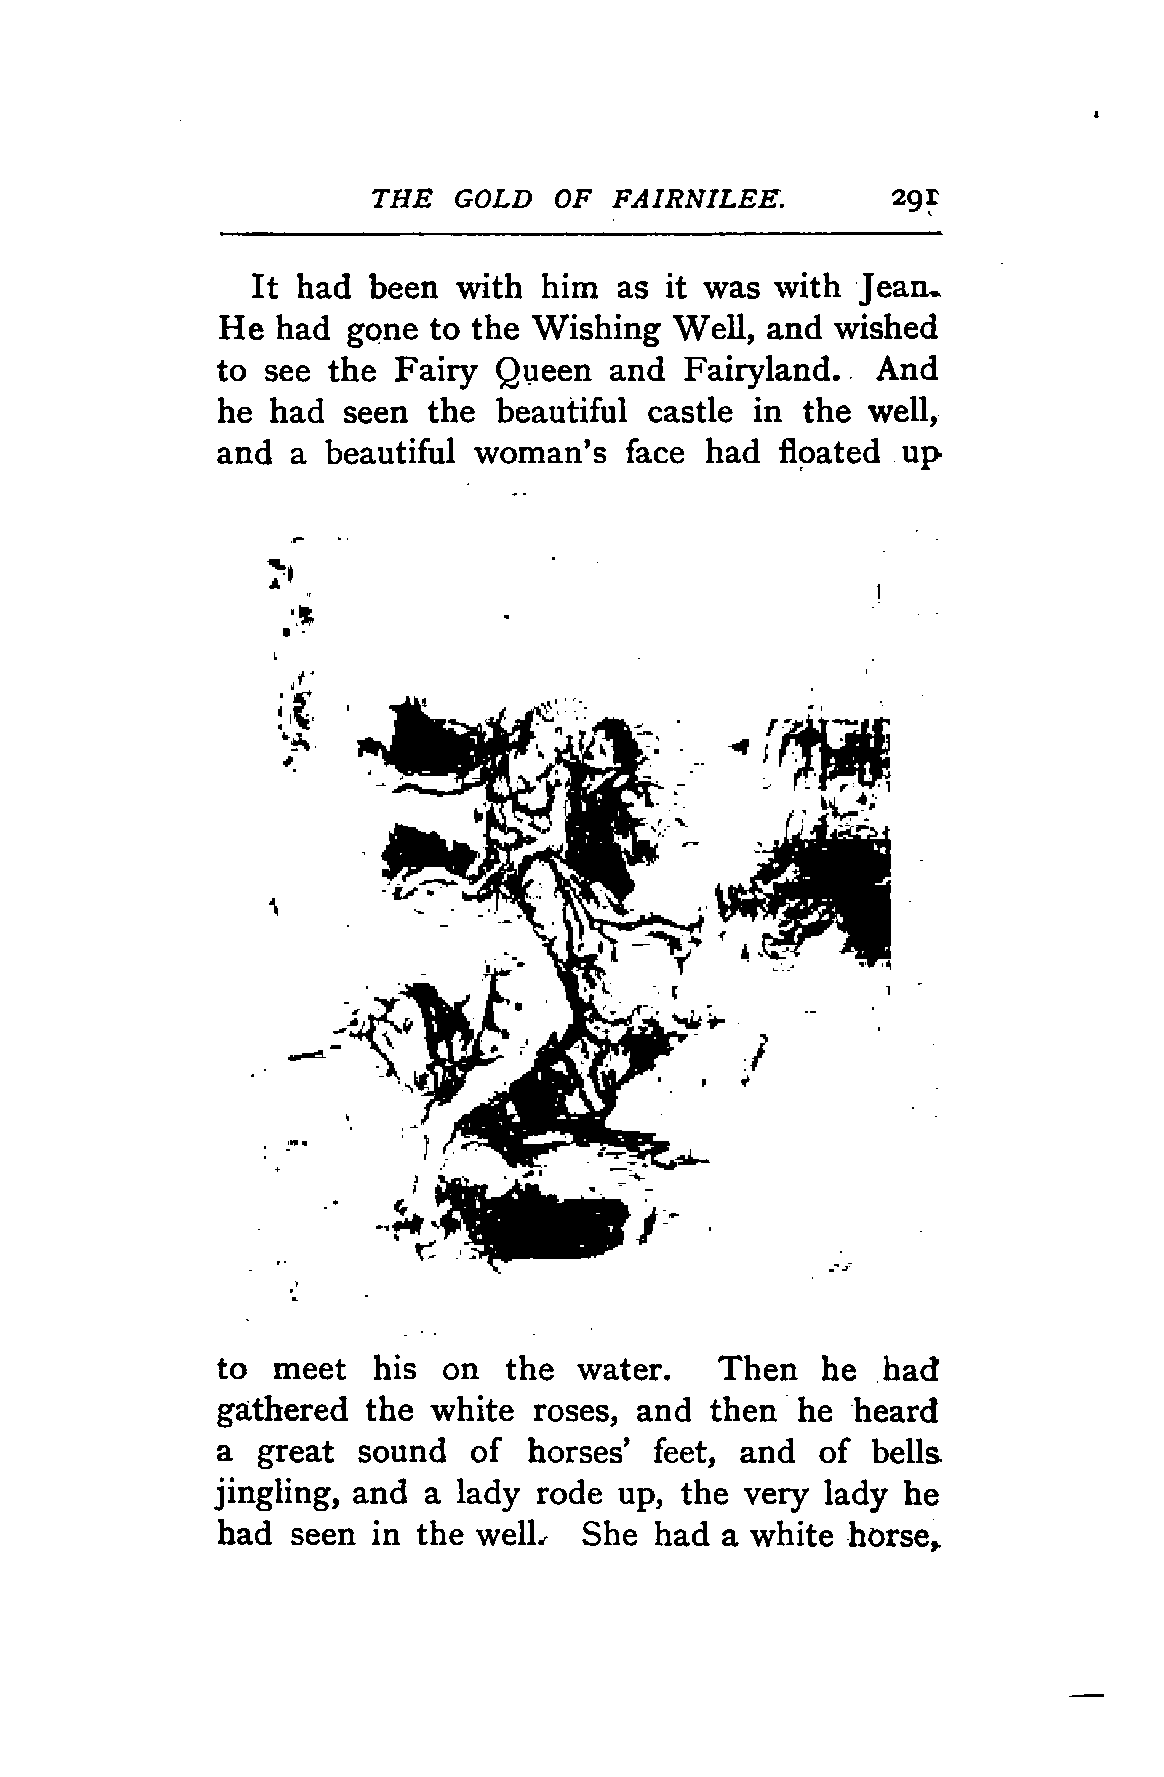 THE GOLD OF FAIRNILEE. 291
It had been with him as it was with Jean.
He had gone to the Wishing Well, and wished
to see the Fairy Queen and Fairyland. And
he had seen the beautiful castle in the well,
and a beautiful woman's face had floated up
to meet his on the water. Then he had
gathered the white roses, and then he heard
a great sound of horses' feet, and of bells
jingling, and a lady rode up, the very lady he
had seen in the well. She had a white horse,